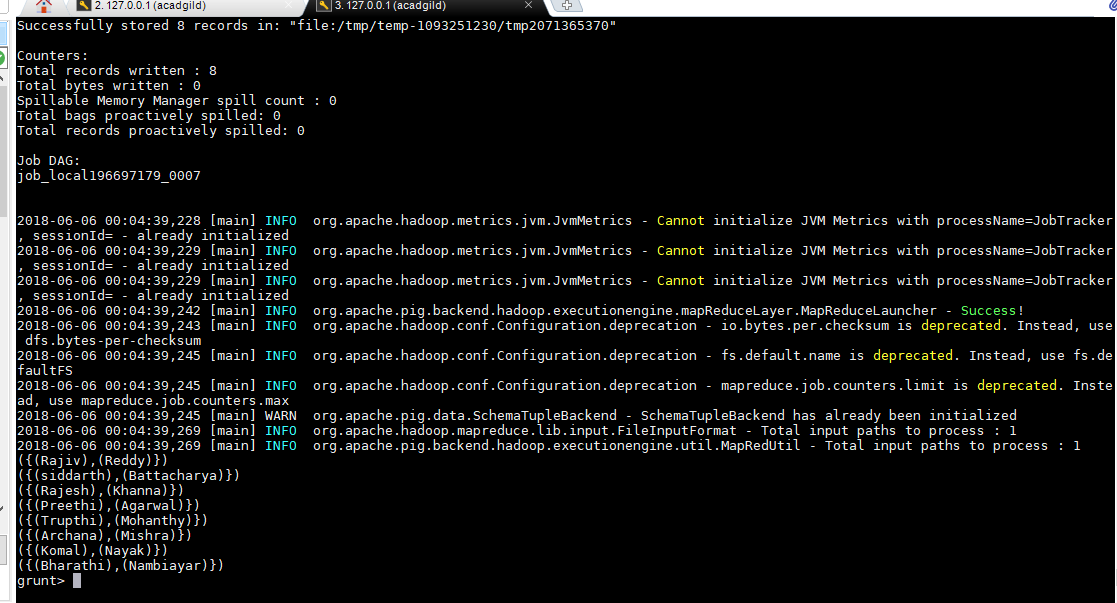 2. 127.0.0.1 (acadgild)
3. 127.0.0.1 (acadgild)
Successfully stored 8 records in: "file:/tmp/temp-1093251230/tmp2071365370"
Counters:
Total records written : 8
Total bytes written : 0
Spillable Memory Manager spill count : 0
Total bags proactively spilled: 0
Total records proactively spilled: 0
Job DAG:
job_local196697179_0007
2018-06-06 00:04:39,228 [main] INFO  org.apache.hadoop.metrics.jvm.JvmMetrics - Cannot initialize JVM Metrics with processName=JobTracker
, sessionId= - already initialized
2018-06-06 00:04:39,229 [main] INFO  org.apache.hadoop.metrics.jvm.JvmMetrics - Cannot initialize JVM Metrics with processName=JobTracker
, sessionId= - already initialized
2018-06-06 00:04:39,229 [main] INFO  org.apache.hadoop.metrics.jvm.JvmMetrics - Cannot initialize JVM Metrics with processName=JobTracker
, sessionId= - already initialized
2018-06-06 00:04:39,242 [main] INFO  org.apache.pig.backend.hadoop.executionengine.mapReduceLayer.MapReduceLauncher - Success!
2018-06-06 00:04:39,243 [main] INFO  org.apache.hadoop.conf.Configuration.deprecation - io.bytes.per.checksum is deprecated. Instead, use
 dfs.bytes-per-checksum
2018-06-06 00:04:39,245 [main] INFO  org.apache.hadoop.conf.Configuration.deprecation - fs.default.name is deprecated. Instead, use fs.de
faultFS
2018-06-06 00:04:39,245 [main] INFO  org.apache.hadoop.conf.Configuration.deprecation - mapreduce.job.counters.limit is deprecated. Inste
ad, use mapreduce.job.counters.max
2018-06-06 00:04:39,245 [main] WARN  org.apache.pig.data.SchemaTupleBackend - SchemaTupleBackend has already been initialized
2018-06-06 00:04:39,269 [main] INFO  org.apache.hadoop.mapreduce.lib.input.FileInputFormat - Total input paths to process : 1
2018-06-06 00:04:39,269 [main] INFO  org.apache.pig.backend.hadoop.executionengine.util.MapRedUtil - Total input paths to process : 1
({(Rajiv),(Reddy)})
({(siddarth),(Battacharya)})
({(Rajesh),(Khanna)})
({(Preethi),(Agarwal)})
({(Trupthi),(Mohanthy)})
({(Archana),(Mishra)})
({(Komal),(Nayak)})
({(Bharathi),(Nambiayar)})
grunt>